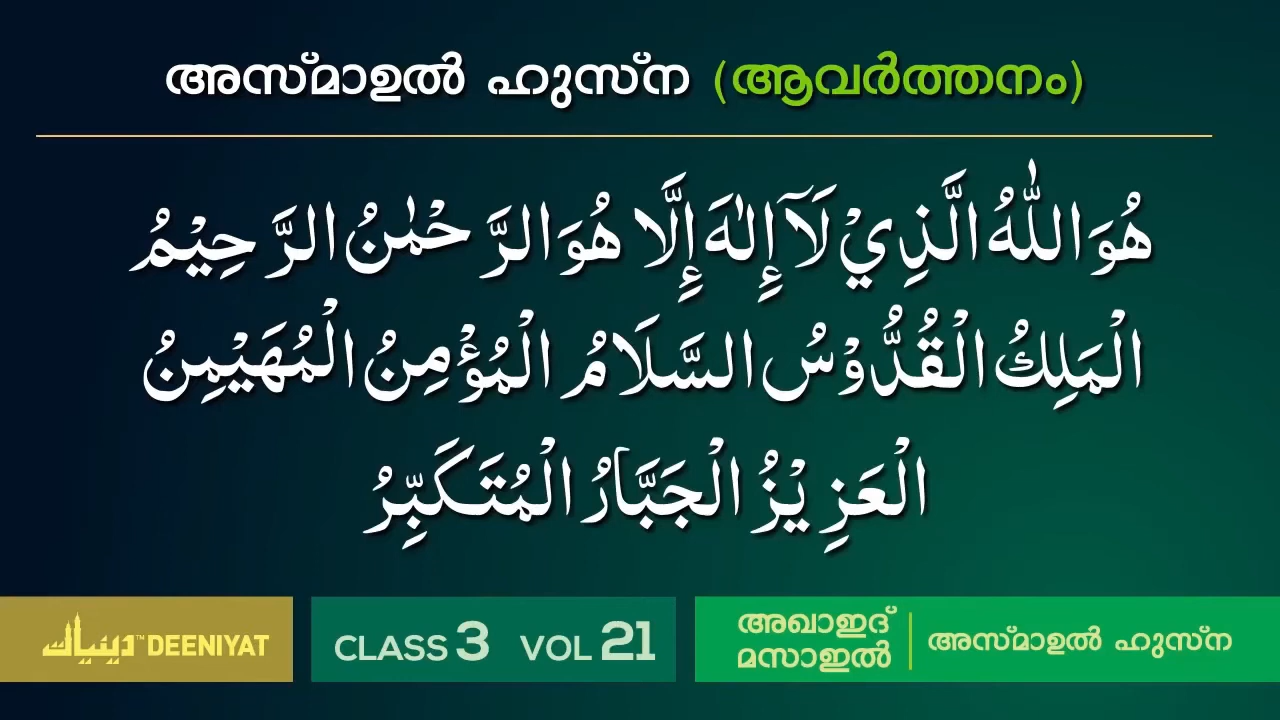 അസ്മാഉൽ ഹുസ്ന (ആവർത്തനം)
هُوَ اللّٰهُ الَّذِيْ لَآ إِلٰهَ إِلَّا هُوَ الرَّحْمٰنُ الرَّحِيْمُ
الْمَلِكُ الْقُدُّوْسُ السَّلَامُ الْمُؤْمِنُ الْمُهَيْمِنُ
الْعَزِيْزُ الْجَبَّارُ الْمُتَكَبِّرُ
دينيات™ DEENIYAT
CLASS 3 VOL 21
അഖാഇദ്
മസാഇൽ
അസ്മാഉൽ ഹുസ്ന